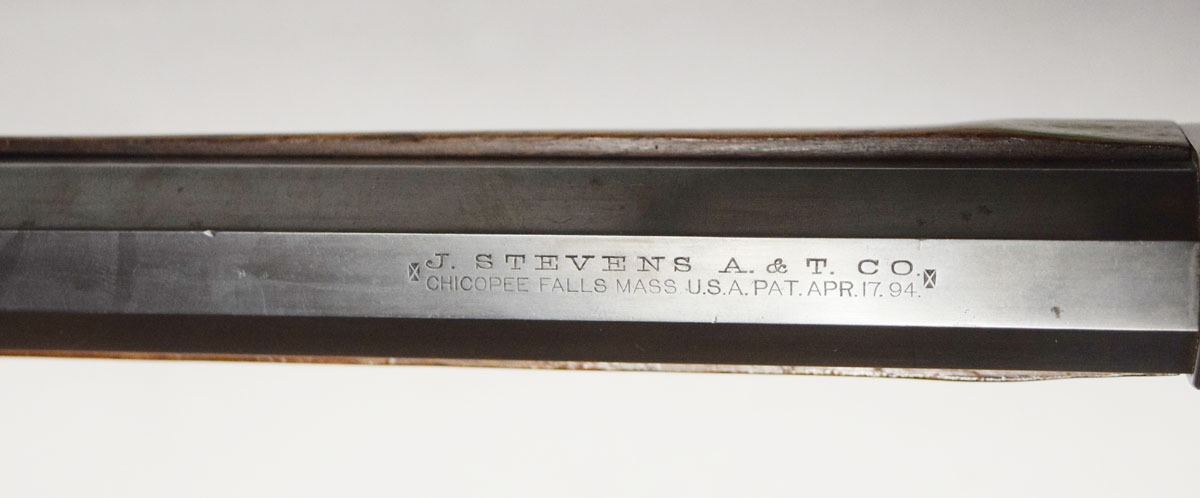 J. STEVENS A. & T. CO.
CHICOPEE FALLS MASS U.S.A. PAT. APR. 17. 94.